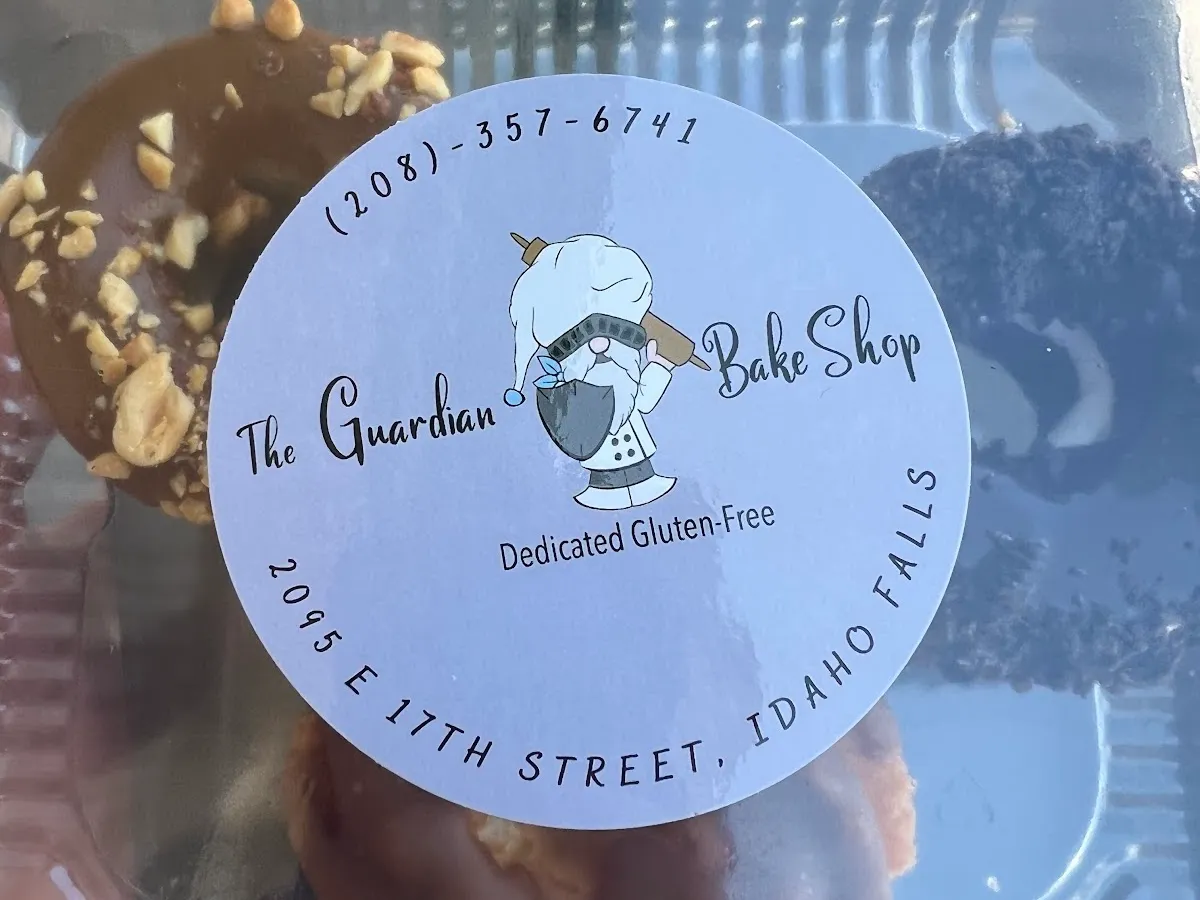 (208)-357-6741
The Guardian Bake Shop
Dedicated Gluten-Free
2095 E 17TH STREET, IDAHO FALLS